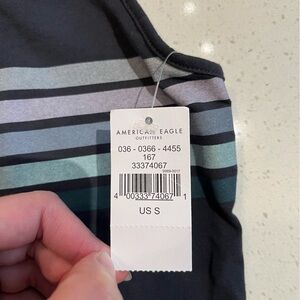 AMERICAN EAGLE
OUTFITTERS
036 - 0366 - 4455
167
33374067
4 00333 74067 1
US S